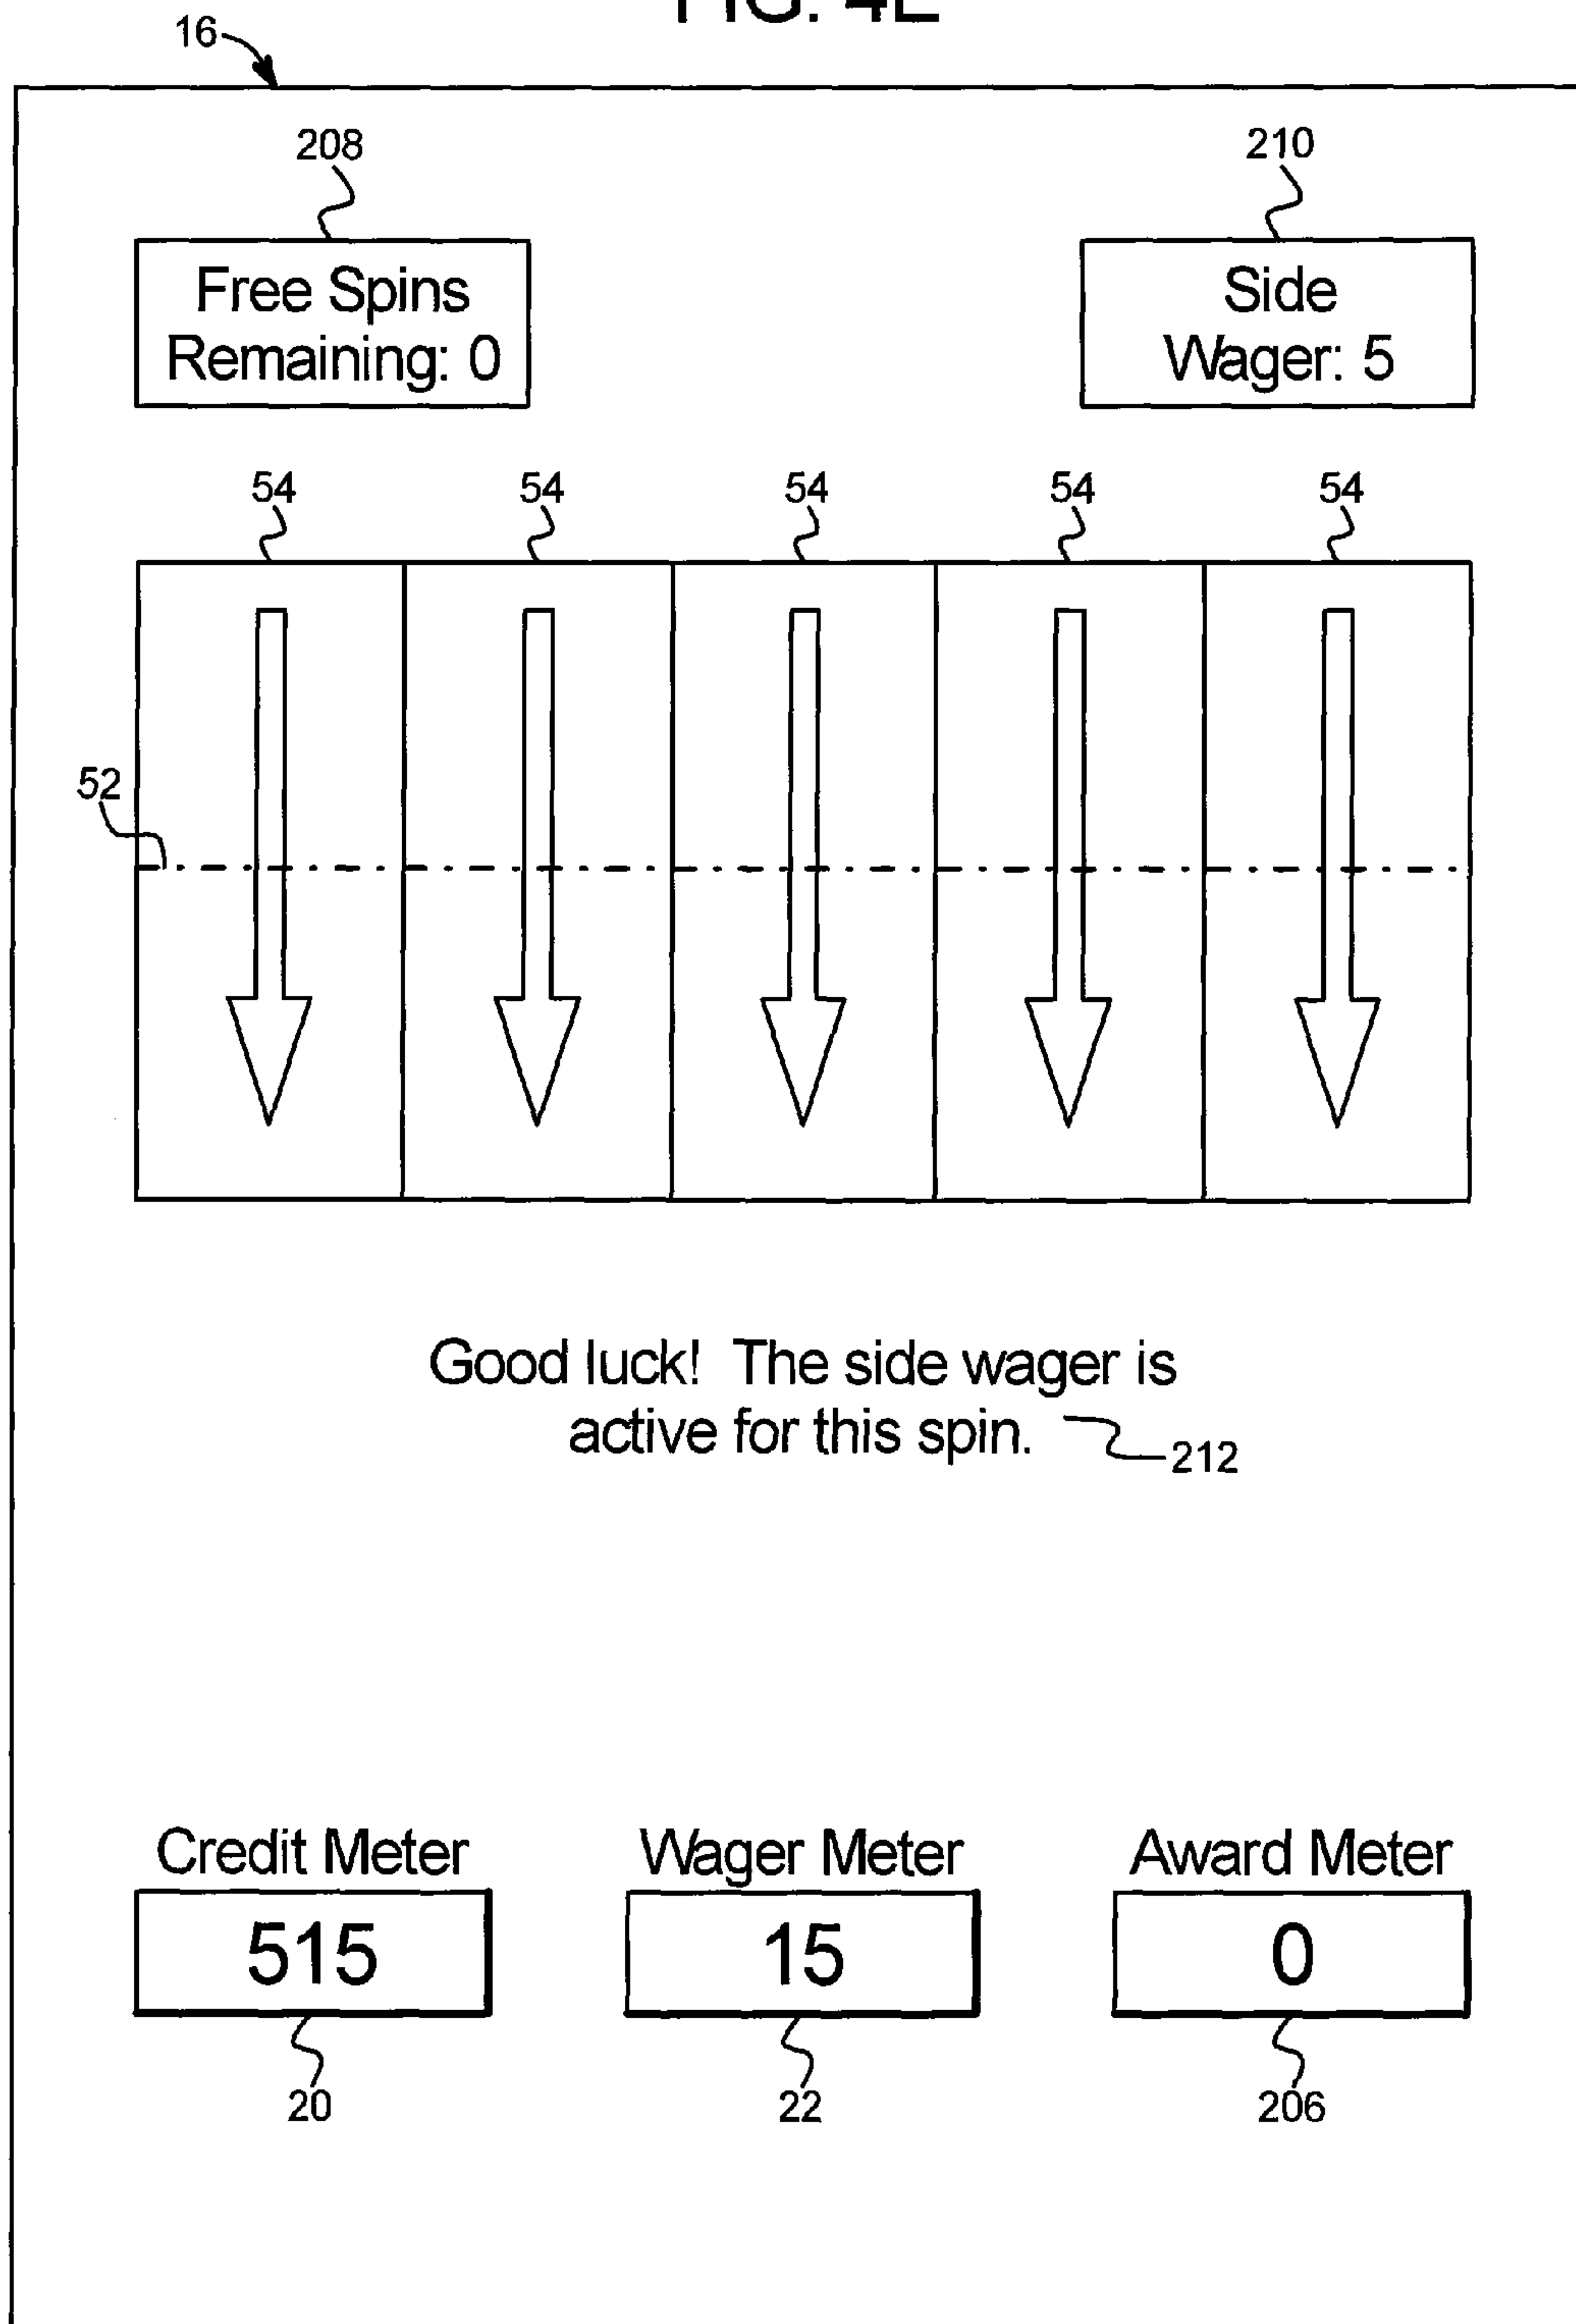 FIG. 4E
16
208
210
Free Spins
Remaining: 0
Side
Wager: 5
54 54 54 54 54
52
Good luck! The side wager is
active for this spin.
212
Credit Meter Wager Meter Award Meter
515 15 0
20 22 206